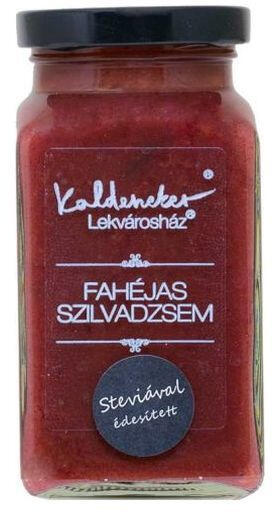 Kaldeneker®
Lekvárosház®
FAHÉJAS
SZILVADZSEM
Steviával
édesített